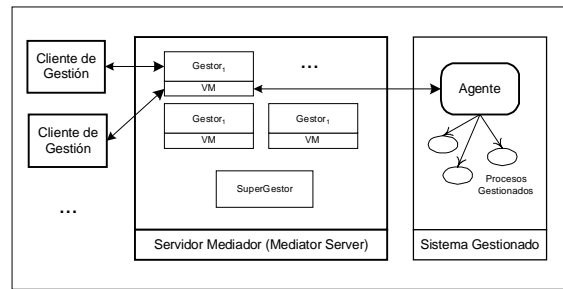 Cliente de
Gestión
Cliente de
Gestión
...
Gestor₁
VM
...
Gestor₁
VM
Gestor₁
VM
SuperGestor
Servidor Mediador (Mediator Server)
Agente
Procesos
Gestionados
Sistema Gestionado